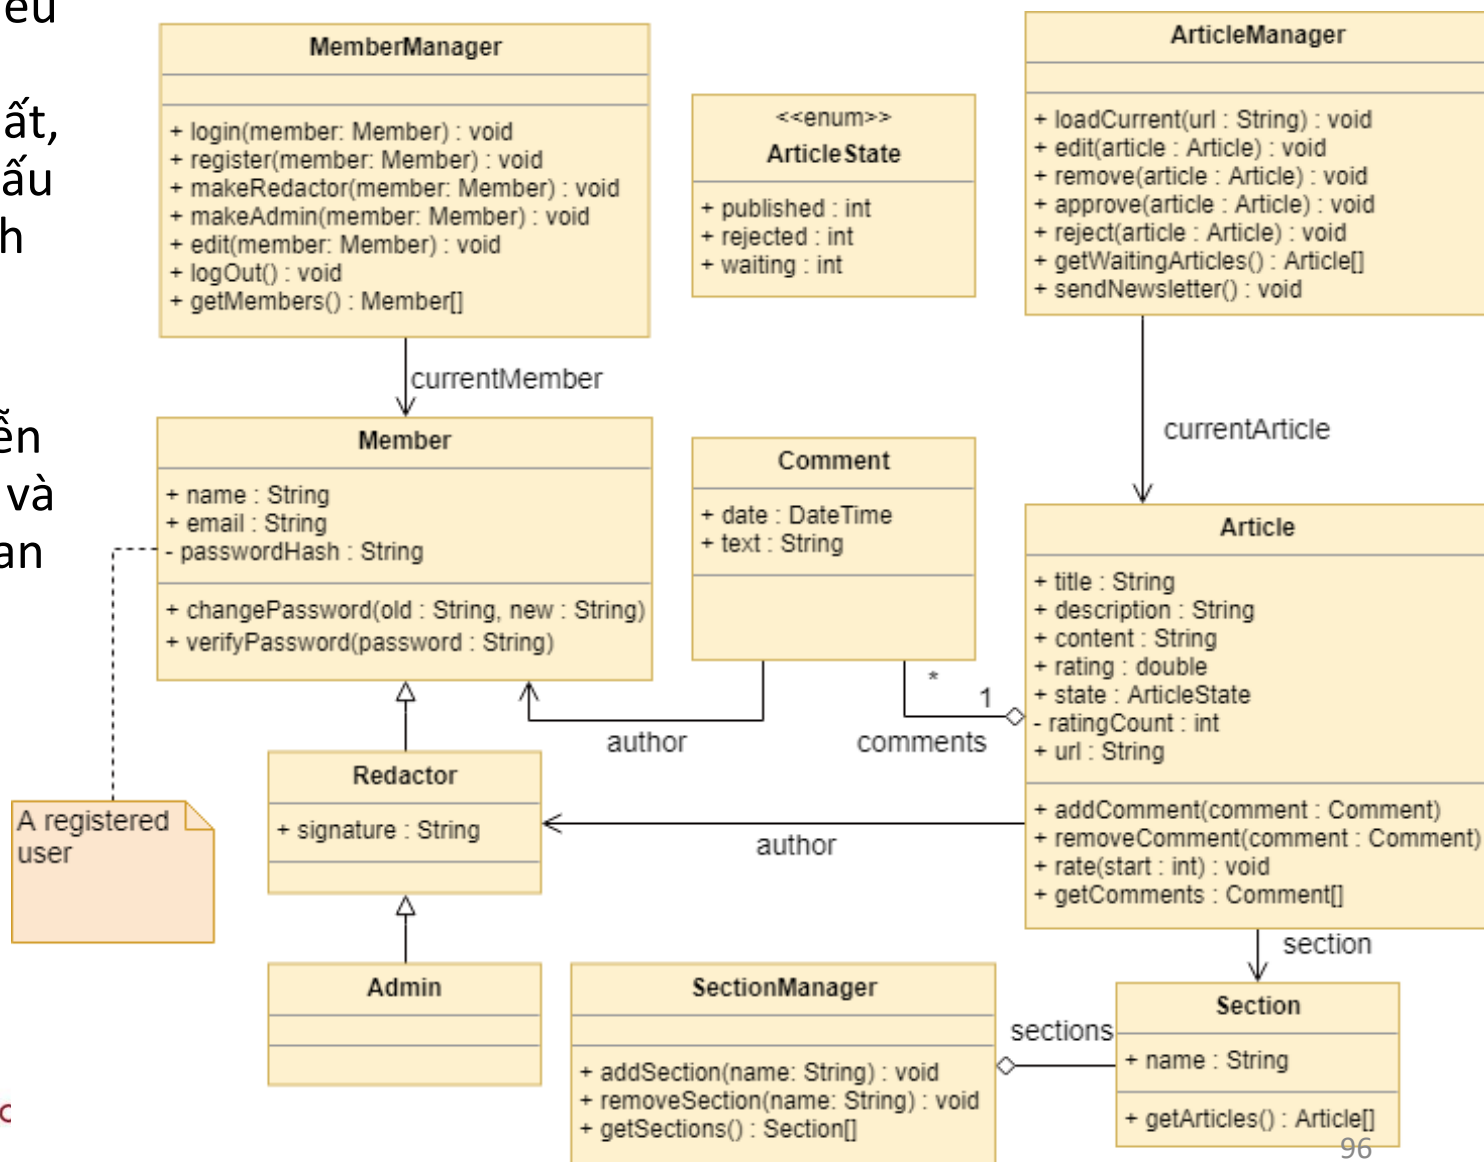 ất,
ấu
h
ễn
và
an
MemberManager
+ login(member: Member) : void
+ register(member: Member) : void
+ makeRedactor(member: Member) : void
+ makeAdmin(member: Member) : void
+ edit(member: Member) : void
+ logOut() : void
+ getMembers() : Member[]
currentMember
<<enum>>
ArticleState
+ published : int
+ rejected : int
+ waiting : int
ArticleManager
+ loadCurrent(url : String) : void
+ edit(article : Article) : void
+ remove(article : Article) : void
+ approve(article : Article) : void
+ reject(article : Article) : void
+ getWaitingArticles() : Article[]
+ sendNewsletter() : void
currentArticle
Member
+ name : String
+ email : String
- passwordHash : String
+ changePassword(old : String, new : String)
+ verifyPassword(password : String)
Comment
+ date : DateTime
+ text : String
*
1
author
comments
Article
+ title : String
+ description : String
+ content : String
+ rating : double
+ state : ArticleState
- ratingCount : int
+ url : String
+ addComment(comment : Comment)
+ removeComment(comment : Comment)
+ rate(start : int) : void
+ getComments : Comment[]
A registered
user
Redactor
+ signature : String
author
section
Admin
SectionManager
+ addSection(name: String) : void
+ removeSection(name: String) : void
+ getSections() : Section[]
sections
Section
+ name : String
+ getArticles() : Article[]
96